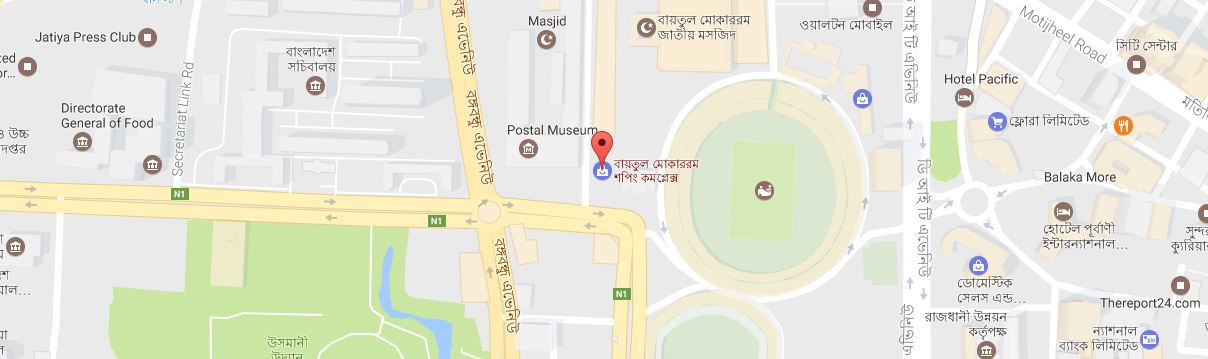 Jatiya Press Club
Secretariat Link Rd
বাংলাদেশ
সচিবালয়
Directorate
General of Food
N1
N1
N1
বঙ্গবন্ধু এভেনিউ
বঙ্গবন্ধু এভেনিউ
বঙ্গবন্ধু এভেনিউ
Masjid
Postal Museum
বায়তুল মোকাররম
জাতীয় মসজিদ
বায়তুল মোকাররম
শপিং কমপ্লেক্স
ওয়ালটন মোবাইল
Motijheel Road
সিটি সেন্টার
Hotel Pacific
ফ্লোরা লিমিটেড
Balaka More
হোটেল পূর্বাণী
ইন্টারন্যাশনাল...
ডোমেস্টিক
সেলস এন্ড...
Thereport24.com
রাজধানী উন্নয়ন
কর্তৃপক্ষ
ন্যাশনাল
ব্যাংক লিমিটেড
উসমানী
উদ্যান